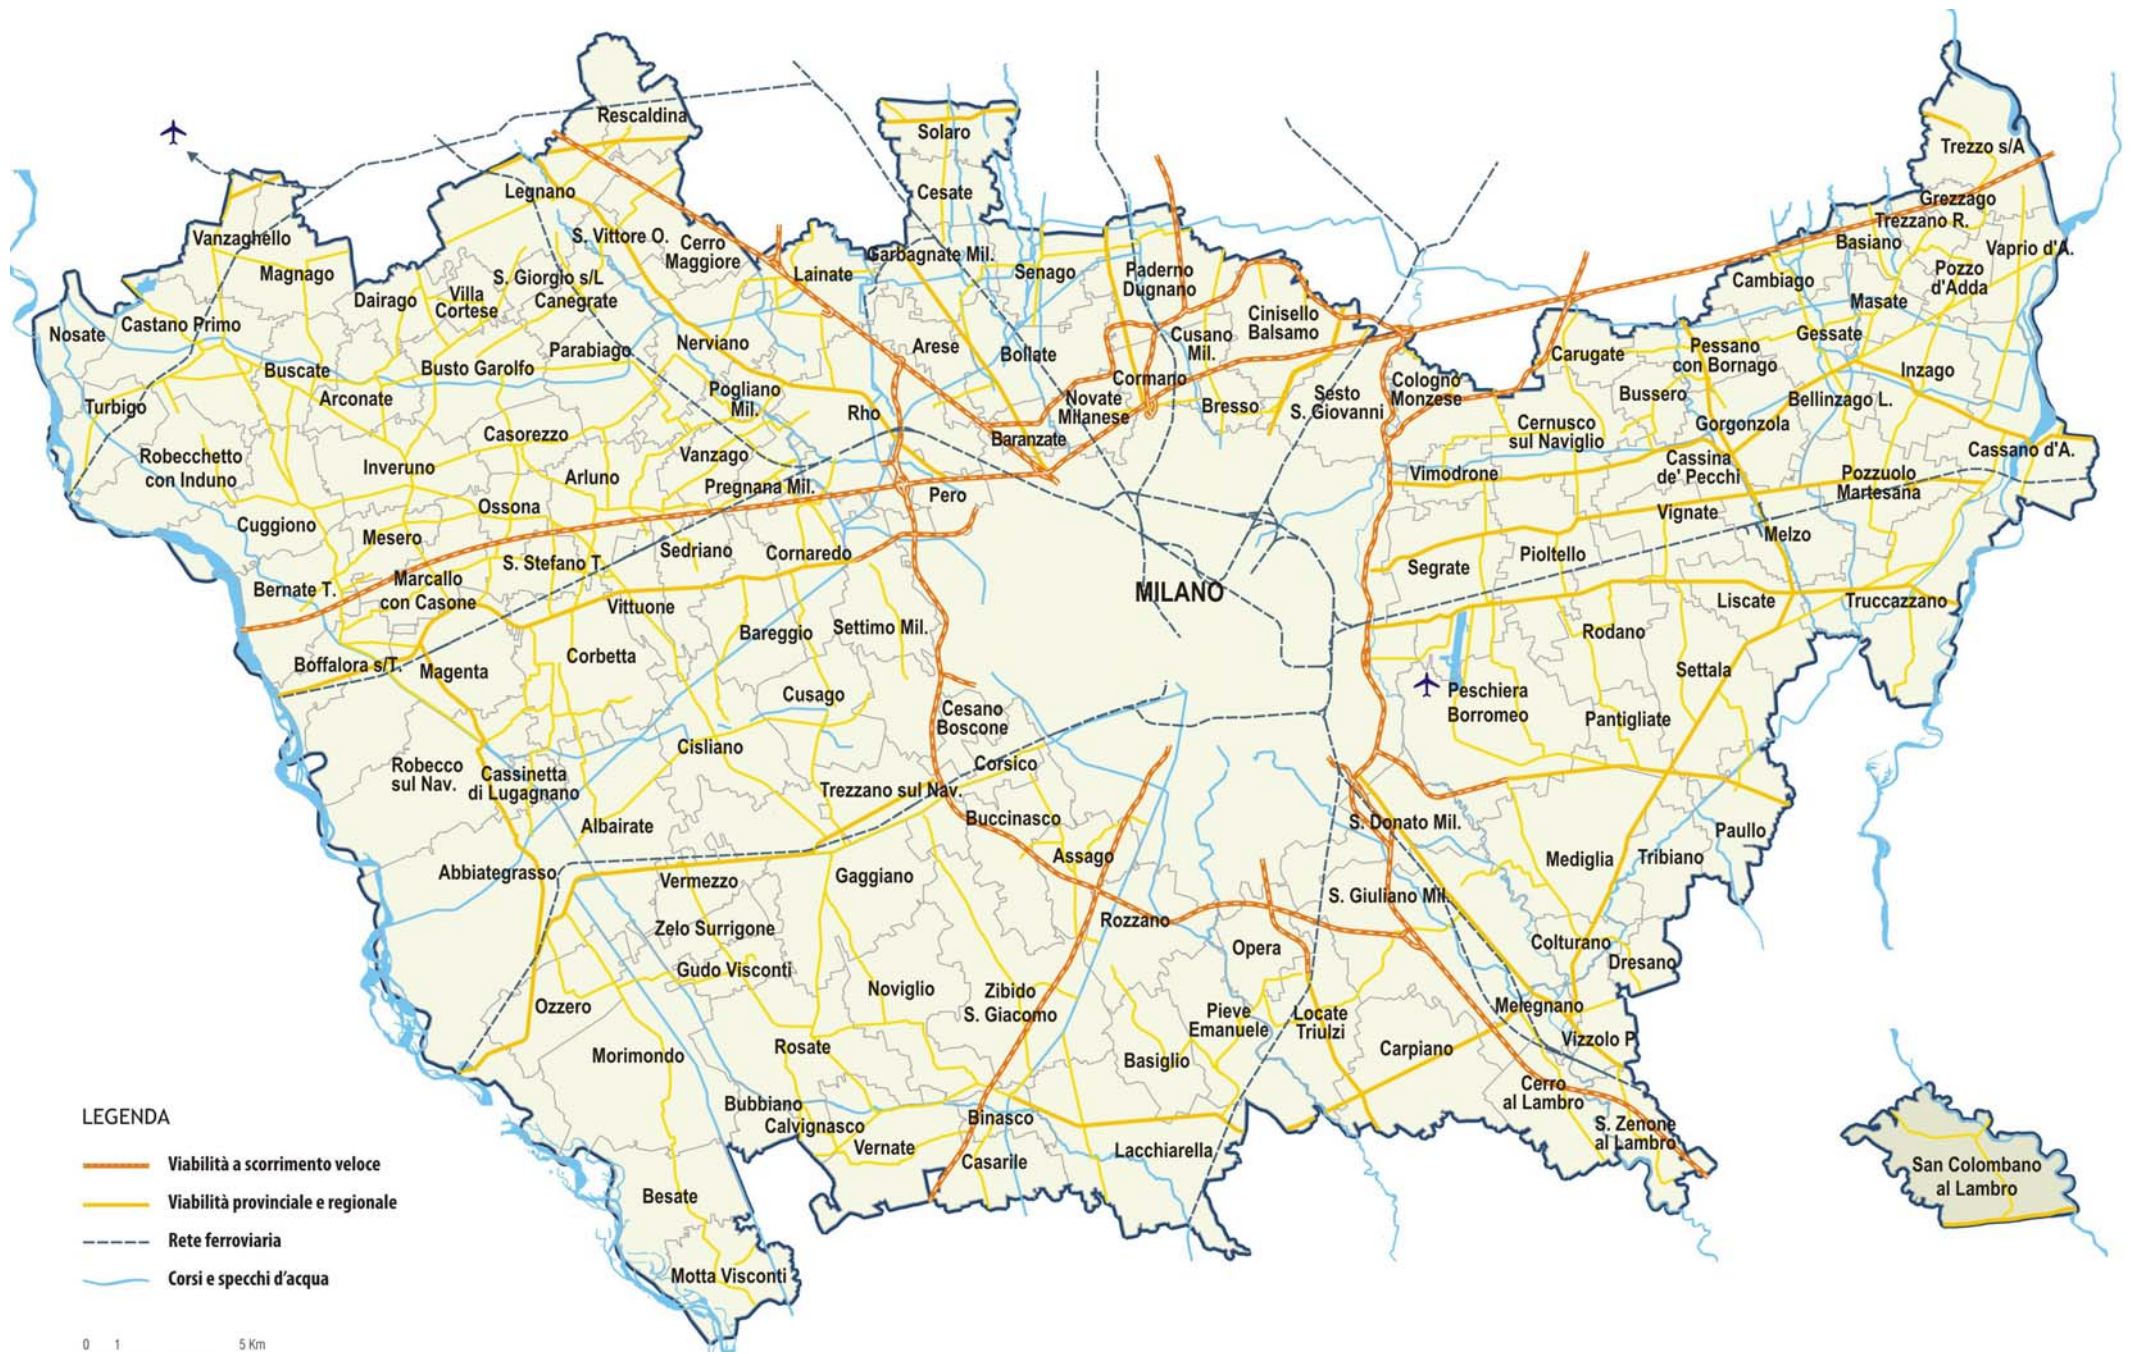 Rescaldina
Solaro
Trezzo s/A
Legnano
Cesate
Grezzago
Trezzano R.
Vanzaghello
S. Vittore O.
Cerro
Maggiore
Garbagnate Mil.
Basiano
Vaprio d'A.
Magnago
S. Giorgio s/L
Lainate
Senago
Paderno
Dugnano
Cambiago
Pozzo
d'Adda
Dairago
Villa
Cortese
Canegrate
Masate
Nosate
Castano Primo
Cinisello
Balsamo
Parabiago
Nerviano
Arese
Bollate
Cusano
Mil.
Carugate
Pessano
con Bornago
Gessate
Buscate
Busto Garolfo
Inzago
Arconate
Pogliano
Mil.
Cormano
Cologno
Monzese
Bussero
Bellinzago L.
Turbigo
Rho
Novate
Milanese
Bresso
Sesto
S. Giovanni
Cernusco
sul Naviglio
Gorgonzola
Casorezzo
Baranzate
Cassano d'A.
Robecchetto
con Induno
Inveruno
Arluno
Vanzago
Vimodrone
Cassina
de' Pecchi
Pozzuolo
Martesana
Pregnana Mil.
Pero
Ossona
Vignate
Cuggiono
Mesero
Melzo
Sedriano
Cornaredo
Pioltello
S. Stefano T.
Segrate
Bernate T.
Marcallo
con Casone
MILANO
Vittuone
Liscate
Truccazzano
Bareggio
Settimo Mil.
Rodano
Boffalora s/T.
Magenta
Corbetta
Settala
Cusago
Peschiera
Borromeo
Cesano
Boscone
Pantigliate
Cisliano
Corsico
Robecco
sul Nav.
Cassinetta
di Lugagnano
Trezzano sul Nav.
Albairate
Buccinasco
S. Donato Mil.
Paullo
Assago
Mediglia
Tribiano
Abbiategrasso
Vermezzo
Gaggiano
S. Giuliano Mil.
Zelo Surrigone
Rozzano
Opera
Colturano
Dresano
Gudo Visconti
Noviglio
Zibido
S. Giacomo
Ozzero
Pieve
Emanuele
Locate
Triulzi
Melegnano
Vizzolo P.
Morimondo
Rosate
Basiglio
Carpiano
Bubbiano
Calvignasco
Binasco
Cerro
al Lambro
S. Zenone
al Lambro
Vernate
Casarile
Lacchiarella
San Colombano
al Lambro
Besate
Motta Visconti
LEGENDA
Viabilità a scorrimento veloce
Viabilità provinciale e regionale
Rete ferroviaria
Corsi e specchi d'acqua
0 1 5 Km